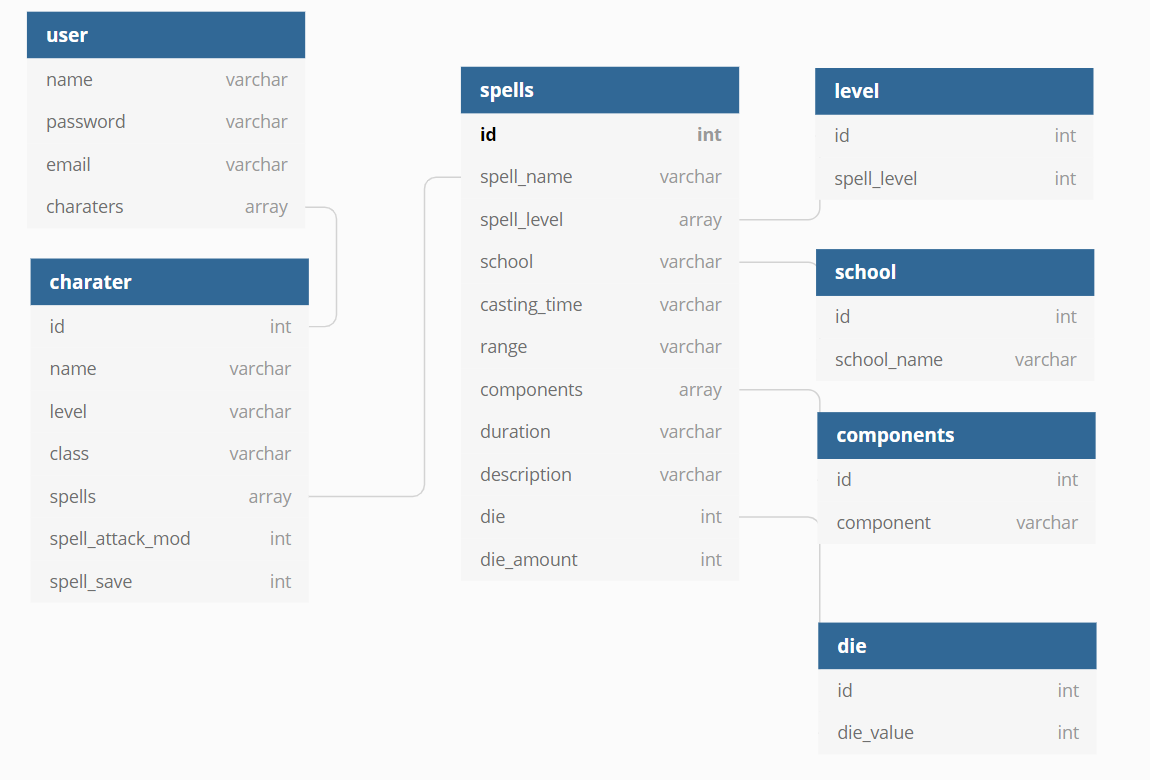 user
name varchar
password varchar
email varchar
charaters array
charater
id int
name varchar
level varchar
class varchar
spells array
spell_attack_mod int
spell_save int
spells
id int
spell_name varchar
spell_level array
school varchar
casting_time varchar
range varchar
components array
duration varchar
description varchar
die int
die_amount int
level
id int
spell_level int
school
id int
school_name varchar
components
id int
component varchar
die
id int
die_value int